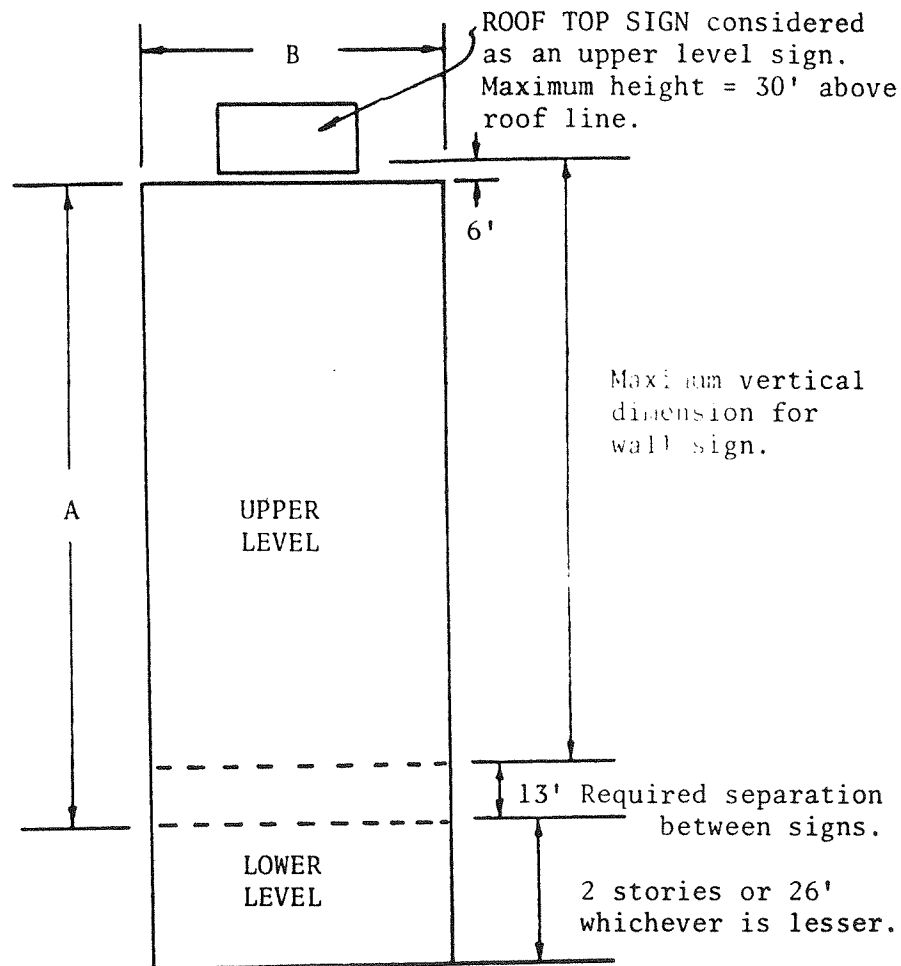 B
ROOF TOP SIGN considered
as an upper level sign.
Maximum height = 30' above
roof line.
6'
Maximum vertical
dimension for
wall sign.
A
UPPER
LEVEL
13' Required separation
between signs.
LOWER
LEVEL
2 stories or 26'
whichever is lesser.